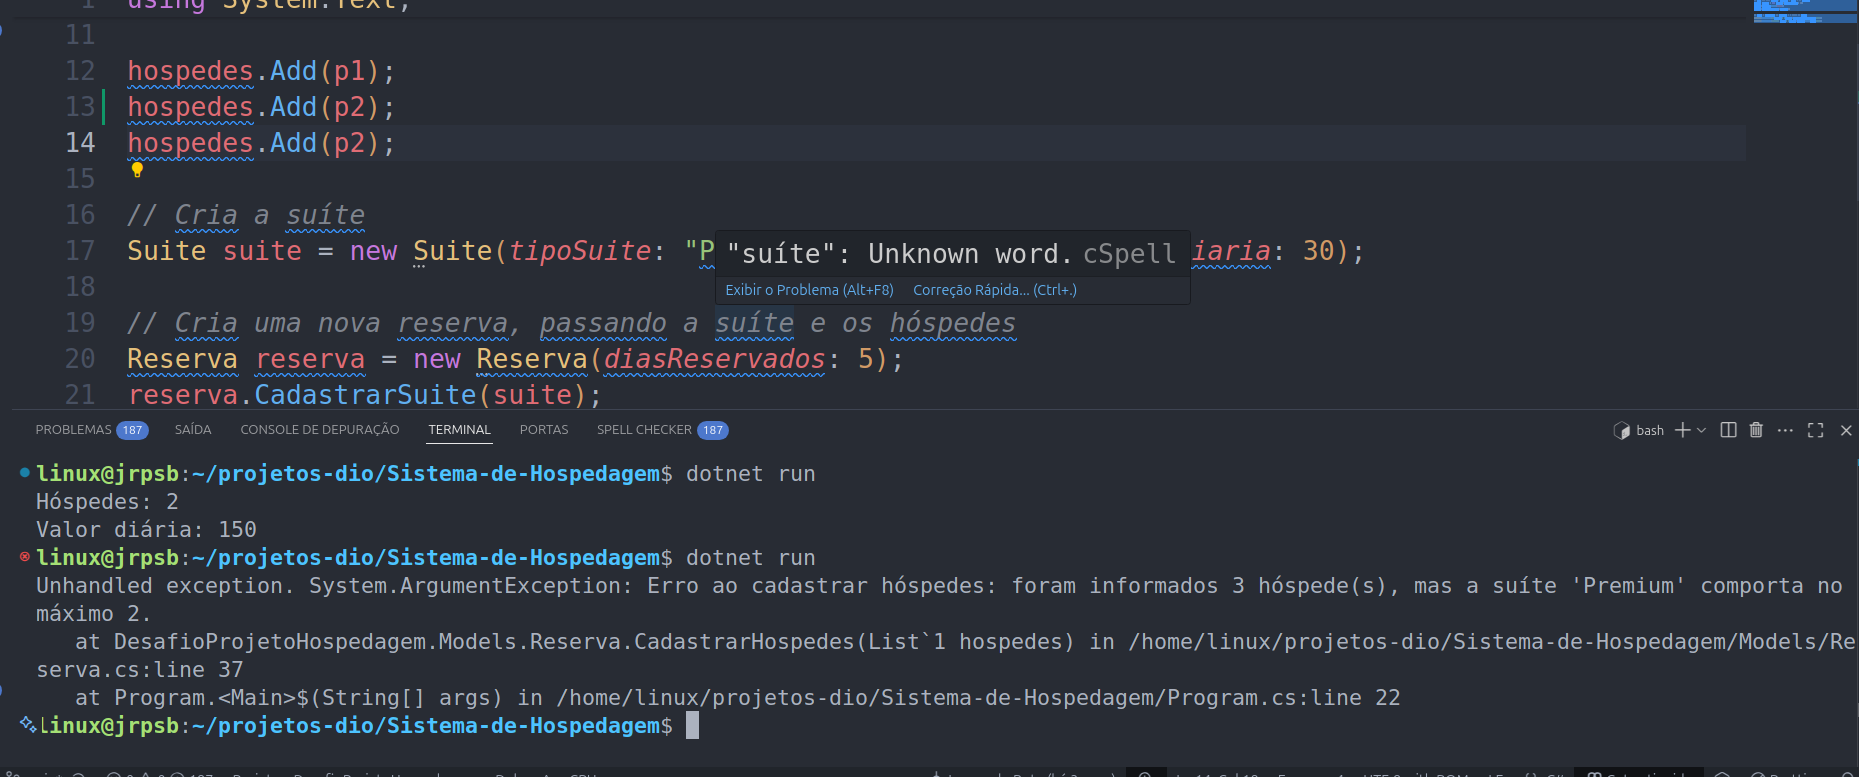 1 using System.Text;
11
12 hospedes.Add(p1);
13 hospedes.Add(p2);
14 hospedes.Add(p2);
15
16 // Cria a suíte
17 Suite suite = new Suite(tipoSuite: "P iaria: 30);
"suíte": Unknown word. cSpell
Exibir o Problema (Alt+F8) Correção Rápida... (Ctrl+.)
18
19 // Cria uma nova reserva, passando a suíte e os hóspedes
20 Reserva reserva = new Reserva(diasReservados: 5);
21 reserva.CadastrarSuite(suite);
PROBLEMAS 187 SAÍDA CONSOLE DE DEPURAÇÃO TERMINAL PORTAS SPELL CHECKER 187 bash
linux@jrpsb:~/projetos-dio/Sistema-de-Hospedagem$ dotnet run
Hóspedes: 2
Valor diária: 150
linux@jrpsb:~/projetos-dio/Sistema-de-Hospedagem$ dotnet run
Unhandled exception. System.ArgumentException: Erro ao cadastrar hóspedes: foram informados 3 hóspede(s), mas a suíte 'Premium' comporta no
máximo 2.
at DesafioProjetoHospedagem.Models.Reserva.CadastrarHospedes(List`1 hospedes) in /home/linux/projetos-dio/Sistema-de-Hospedagem/Models/Re
serva.cs:line 37
at Program.<Main>$(String[] args) in /home/linux/projetos-dio/Sistema-de-Hospedagem/Program.cs:line 22
linux@jrpsb:~/projetos-dio/Sistema-de-Hospedagem$